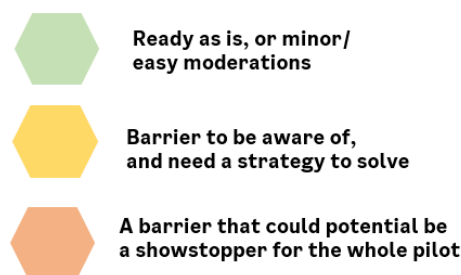 Ready as is, or minor/
easy moderations
Barrier to be aware of,
and need a strategy to solve
A barrier that could potential be
a showstopper for the whole pilot